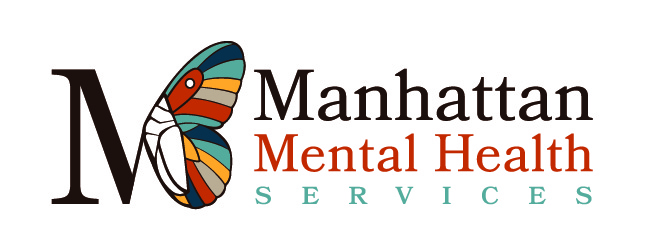 M
Manhattan
Mental Health
SERVICES